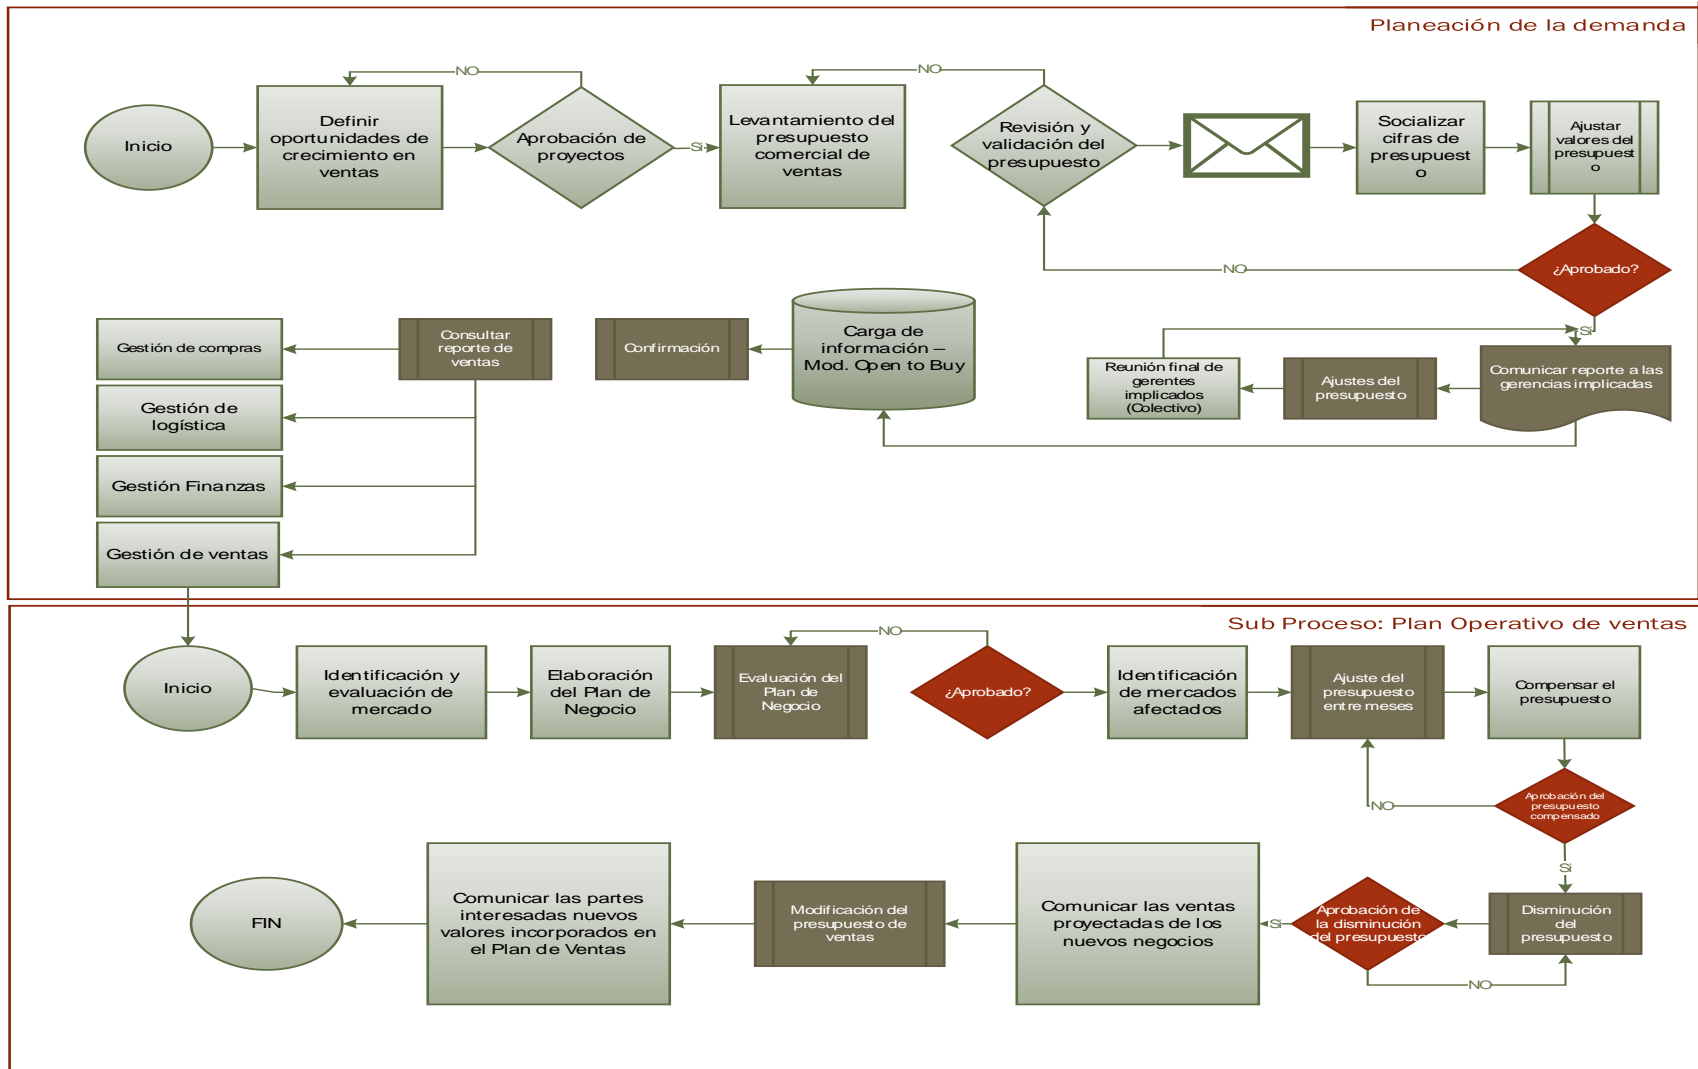 Planeación de la demanda
NO
NO
Inicio
Definir
oportunidades de
crecimiento en
ventas
Aprobación de
proyectos
Si
Levantamiento del
presupuesto
comercial de
ventas
Revisión y
validación del
presupuesto
Socializar
cifras de
presupuest
o
Ajustar
valores del
presupuest
o
NO
¿Aprobado?
Si
Gestión de compras
Consultar
reporte de
ventas
Confirmación
Carga de
información –
Mod. Open to Buy
Reunión final de
gerentes
implicados
(Colectivo)
Ajustes del
presupuesto
Comunicar reporte a las
gerencias implicadas
Gestión de
logística
Gestión Finanzas
Gestión de ventas
Sub Proceso: Plan Operativo de ventas
NO
Inicio
Identificación y
evaluación de
mercado
Elaboración
del Plan de
Negocio
Evaluación del
Plan de
Negocio
¿Aprobado?
Identificación
de mercados
afectados
Ajuste del
presupuesto
entre meses
Compensar el
presupuesto
NO
Aprobación del
presupuesto
compensado
Si
FIN
Comunicar las partes
interesadas nuevos
valores incorporados en
el Plan de Ventas
Modificación del
presupuesto de
ventas
Comunicar las ventas
proyectadas de los
nuevos negocios
Si
Aprobación de
la disminución
del presupuesto
Disminución
del
presupuesto
NO